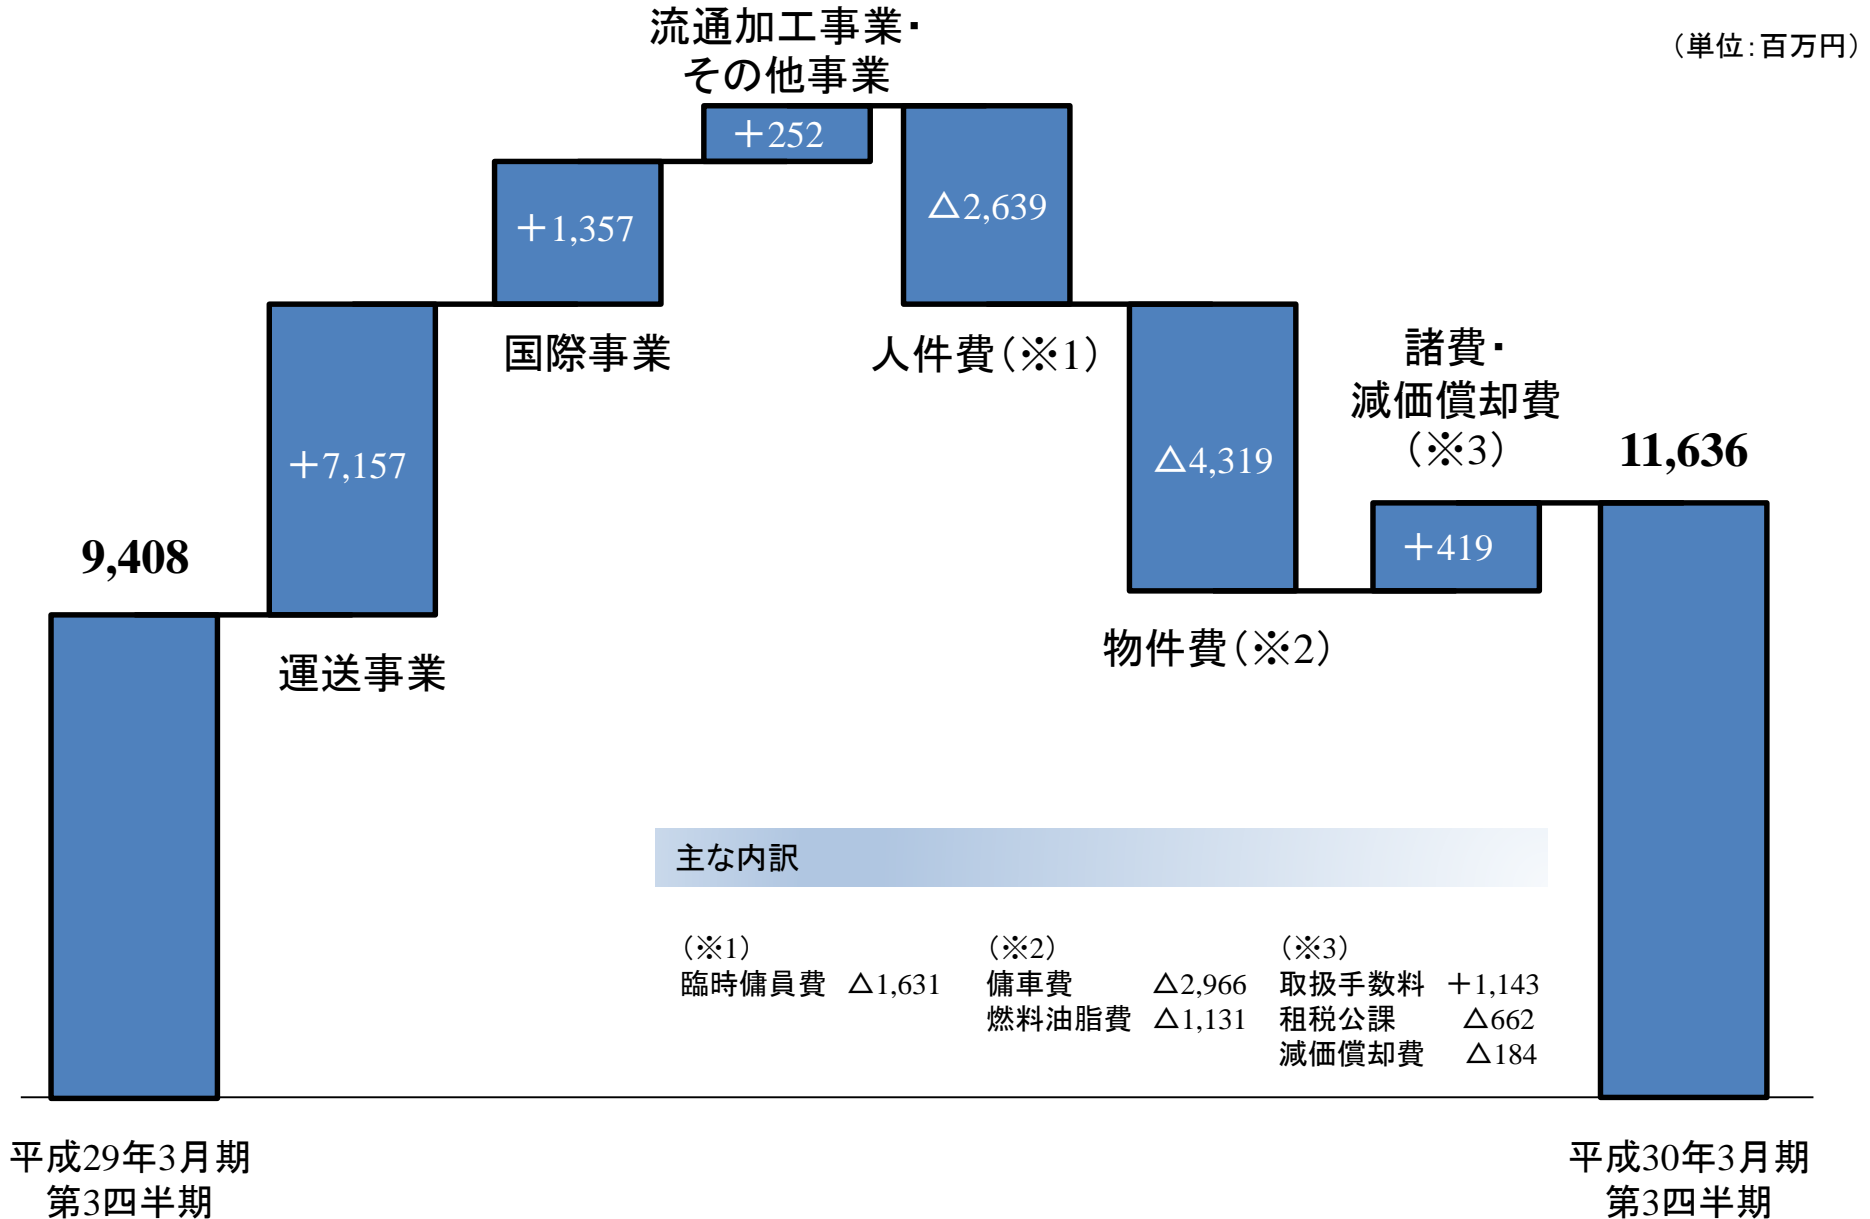 流通加工事業・
その他事業
（単位：百万円）
＋252
＋1,357
△2,639
国際事業
人件費（※1）
諸費・
減価償却費
（※3）
＋7,157
△4,319
11,636
9,408
＋419
運送事業
物件費（※2）
主な内訳
（※1）
臨時傭員費 △1,631
（※2）
傭車費 △2,966
燃料油脂費 △1,131
（※3）
取扱手数料 ＋1,143
租税公課 △662
減価償却費 △184
平成29年3月期
第3四半期
平成30年3月期
第3四半期